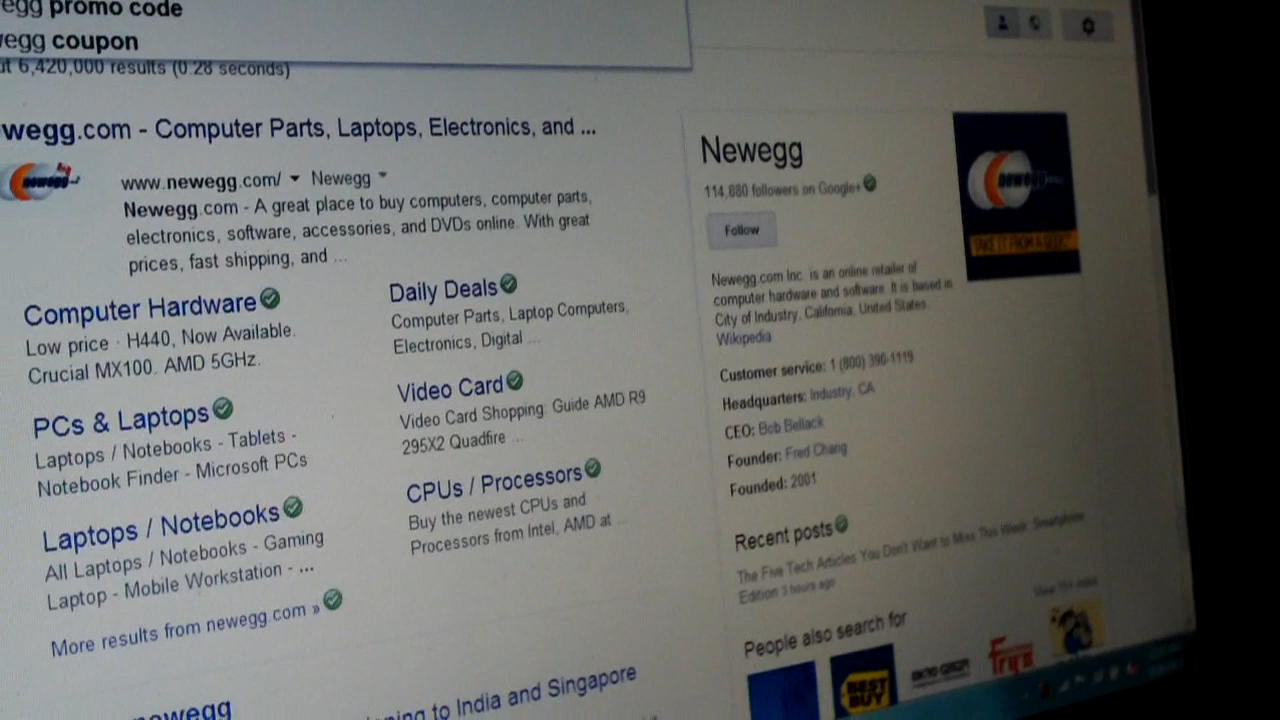 egg promo code
egg coupon
6,420,000 results (0.28 seconds)
wegg.com - Computer Parts, Laptops, Electronics, and ...
newegg
www.newegg.com/ Newegg
Newegg.com - A great place to buy computers, computer parts,
electronics, software, accessories, and DVDs online. With great
prices, fast shipping, and ...
Computer Hardware
Low price · H440, Now Available.
Crucial MX100. AMD 5GHz.
PCs & Laptops
Laptops / Notebooks - Tablets -
Notebook Finder - Microsoft PCs
Laptops / Notebooks
All Laptops / Notebooks - Gaming
Laptop - Mobile Workstation - ...
More results from newegg.com »
Daily Deals
Computer Parts, Laptop Computers,
Electronics, Digital ...
Video Card
Video Card Shopping. Guide AMD R9
295X2 Quadfire ...
CPUs / Processors
Buy the newest CPUs and
Processors from Intel, AMD at ...
newegg
to India and Singapore
Newegg
114,880 followers on Google+
Follow
newegg
TAKE IT FROM A GEEK
Newegg.com Inc. is an online retailer of
computer hardware and software. It is based in
City of Industry, California, United States.
Wikipedia
Customer service: 1 (800) 390-1119
Headquarters: Industry, CA
CEO: Bob Bellack
Founder: Fred Chang
Founded: 2001
Recent posts
The Five Tech Articles You Don't Want to Miss This Week: Smartphone
Edition 3 hours ago
People also search for
BEST
BUY
Fry's